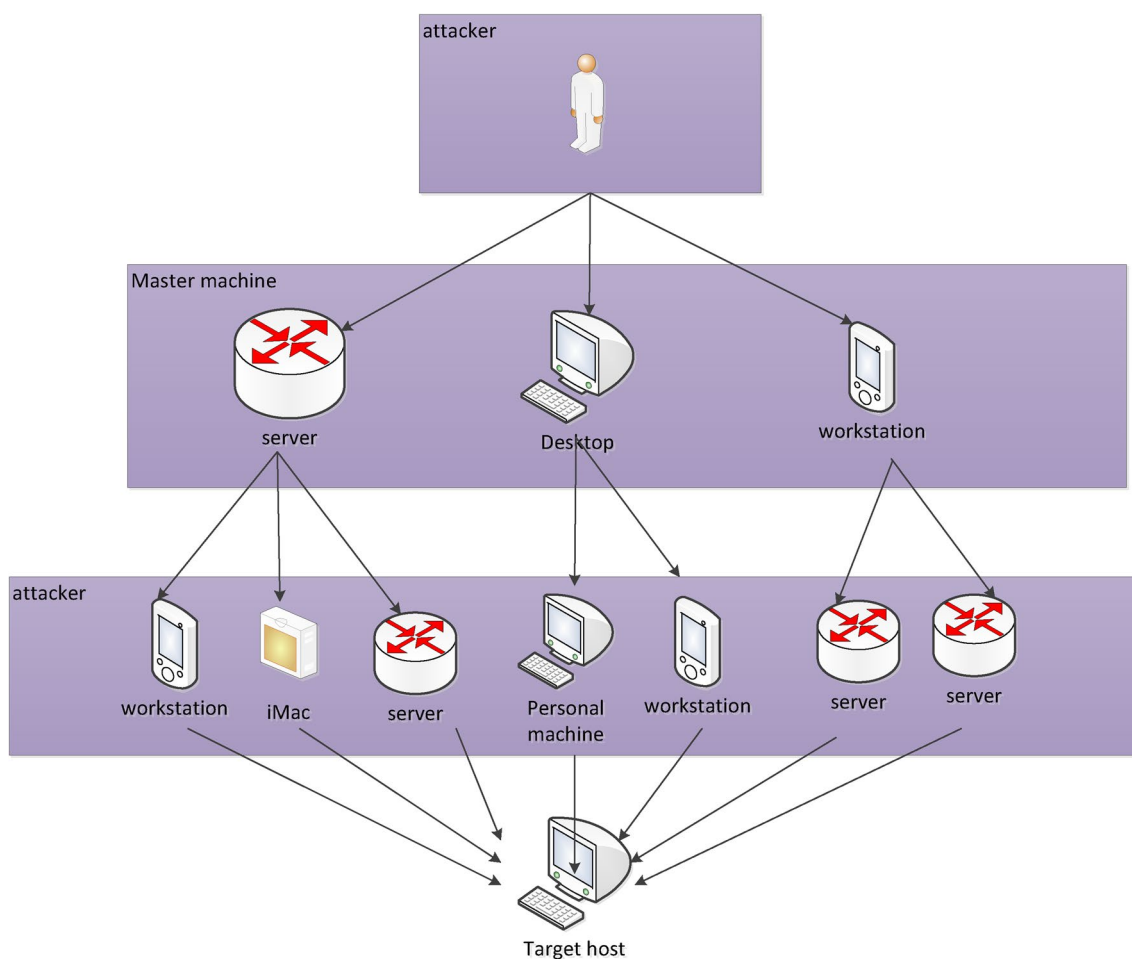 attacker
Master machine
server
Desktop
workstation
attacker
workstation
iMac
server
Personal
machine
workstation
server
server
Target host